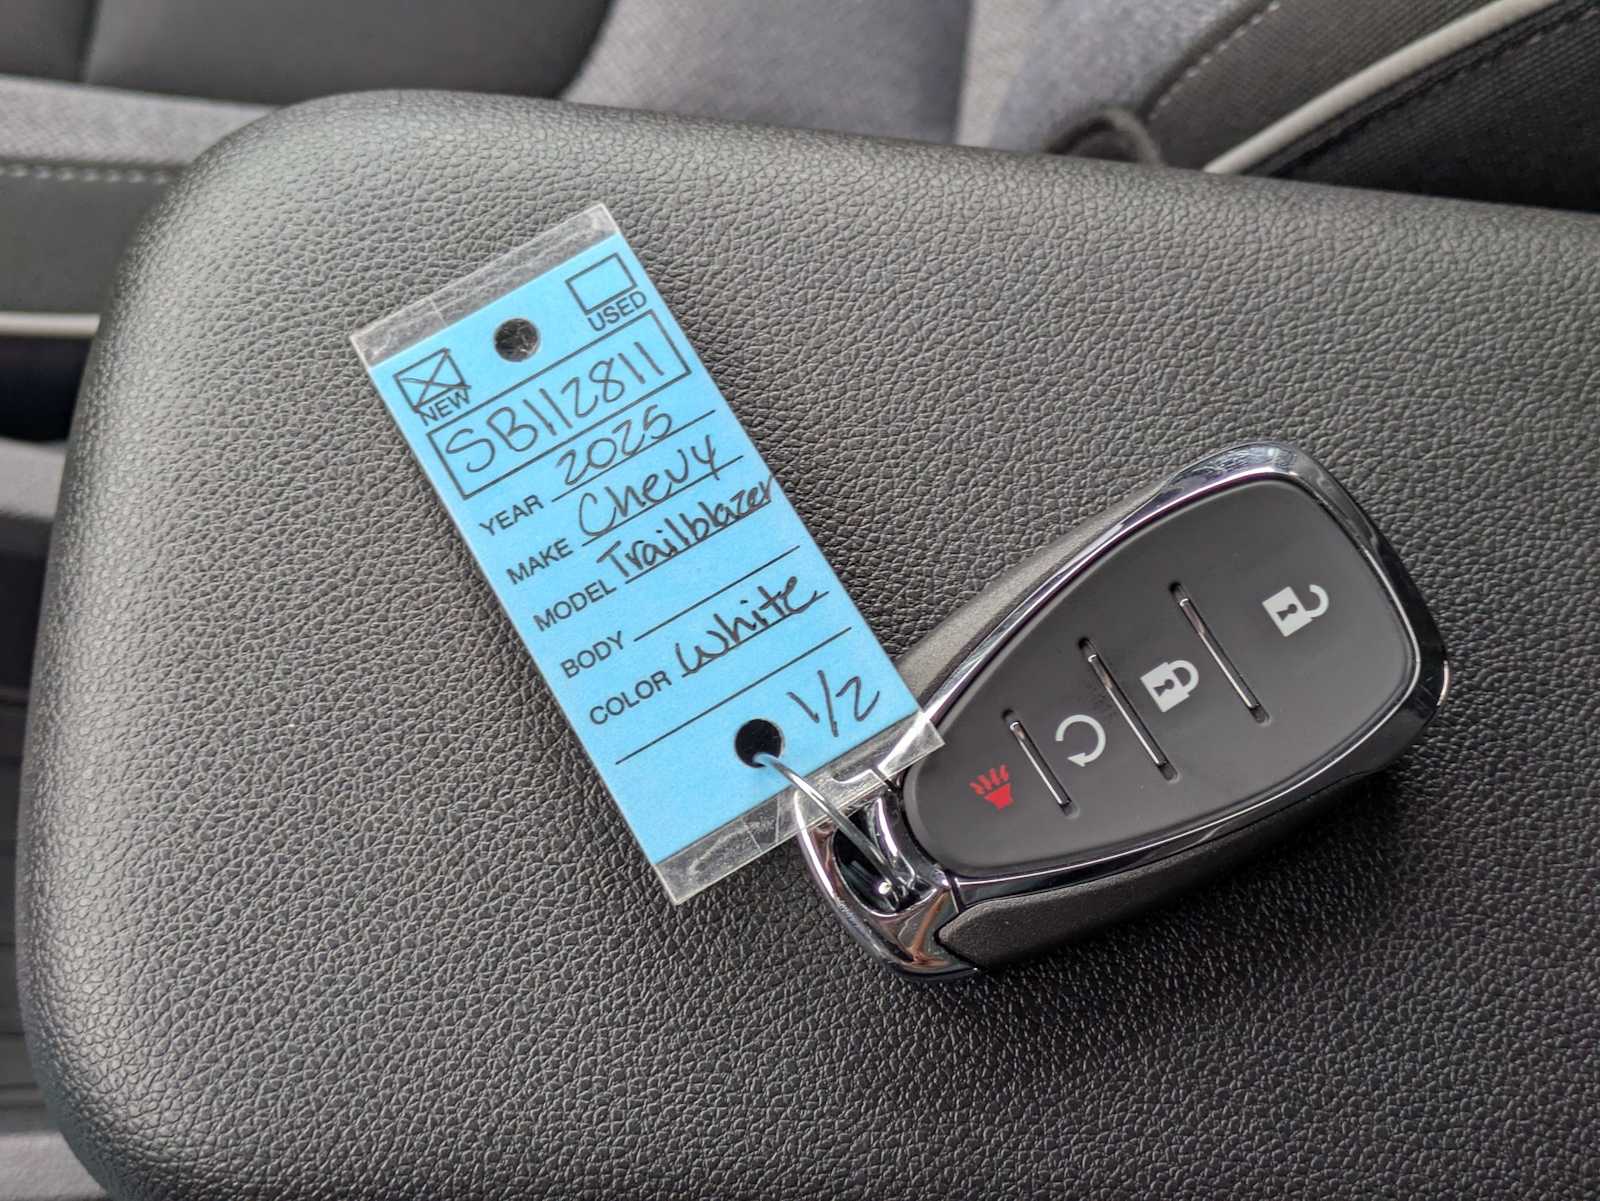 USED
NEW
SB112811
YEAR 2025
MAKE Chevy
MODEL Trailblazer
BODY
COLOR White
1/2